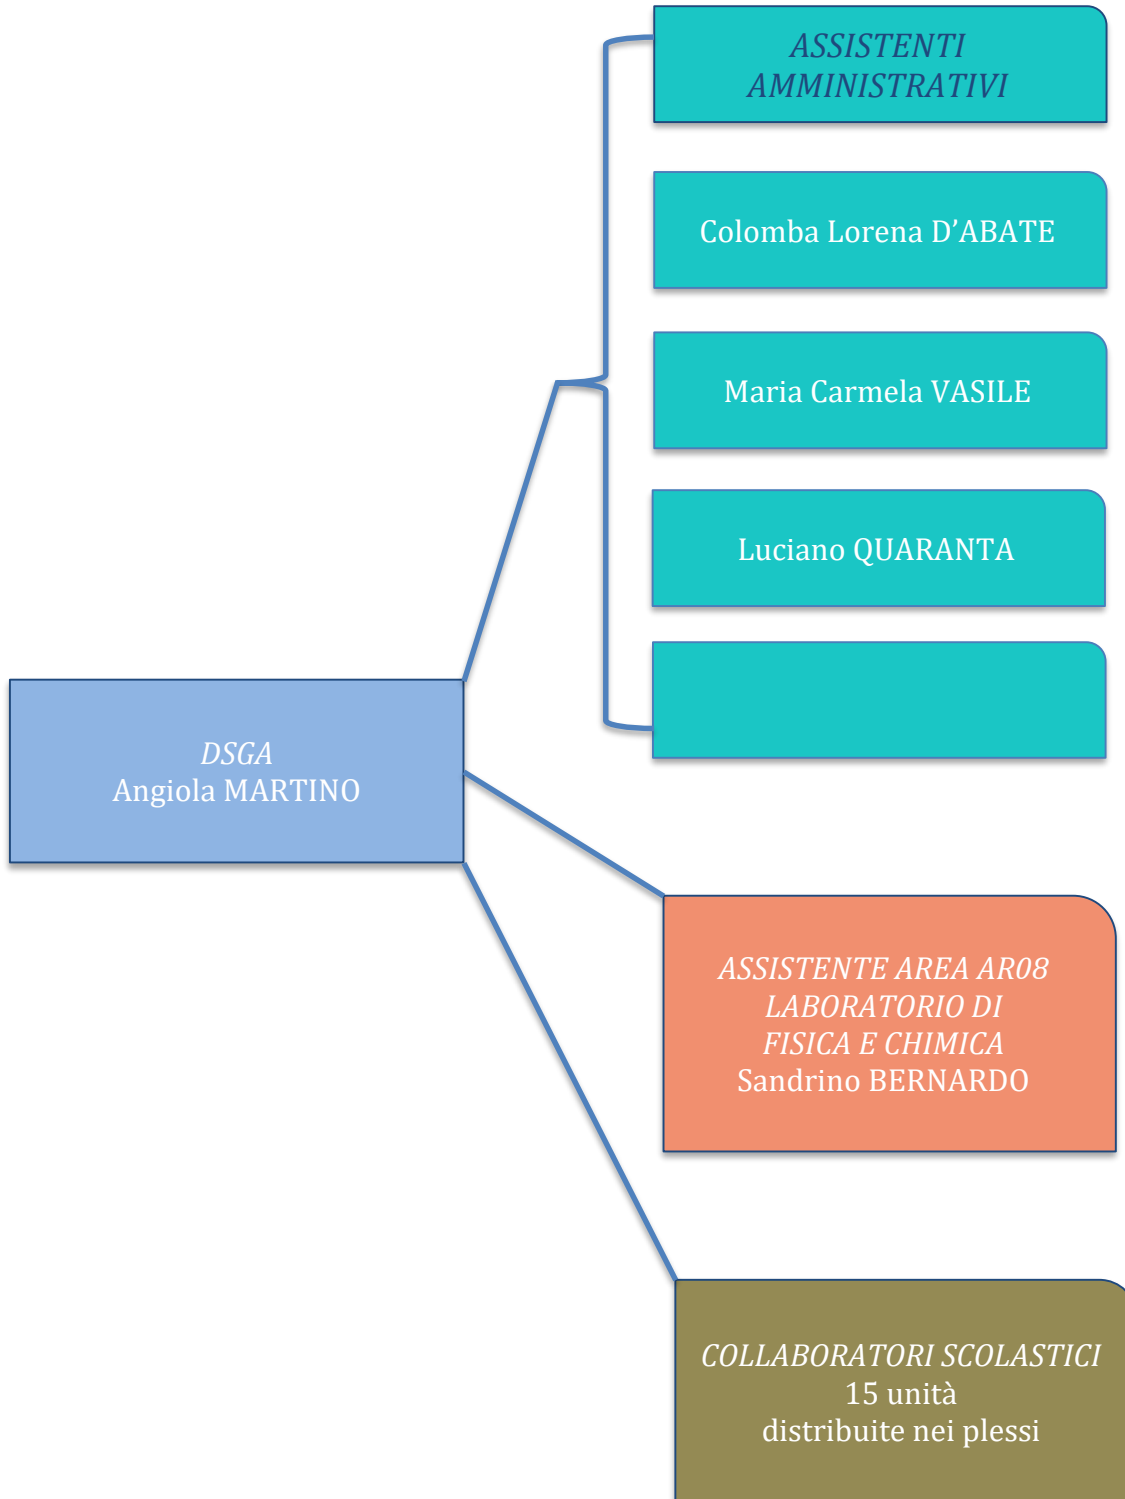 ASSISTENTI
AMMINISTRATIVI
Colomba Lorena D’ABATE
Maria Carmela VASILE
Luciano QUARANTA
DSGA
Angiola MARTINO
ASSISTENTE AREA AR08
LABORATORIO DI
FISICA E CHIMICA
Sandrino BERNARDO
COLLABORATORI SCOLASTICI
15 unità
distribuite nei plessi